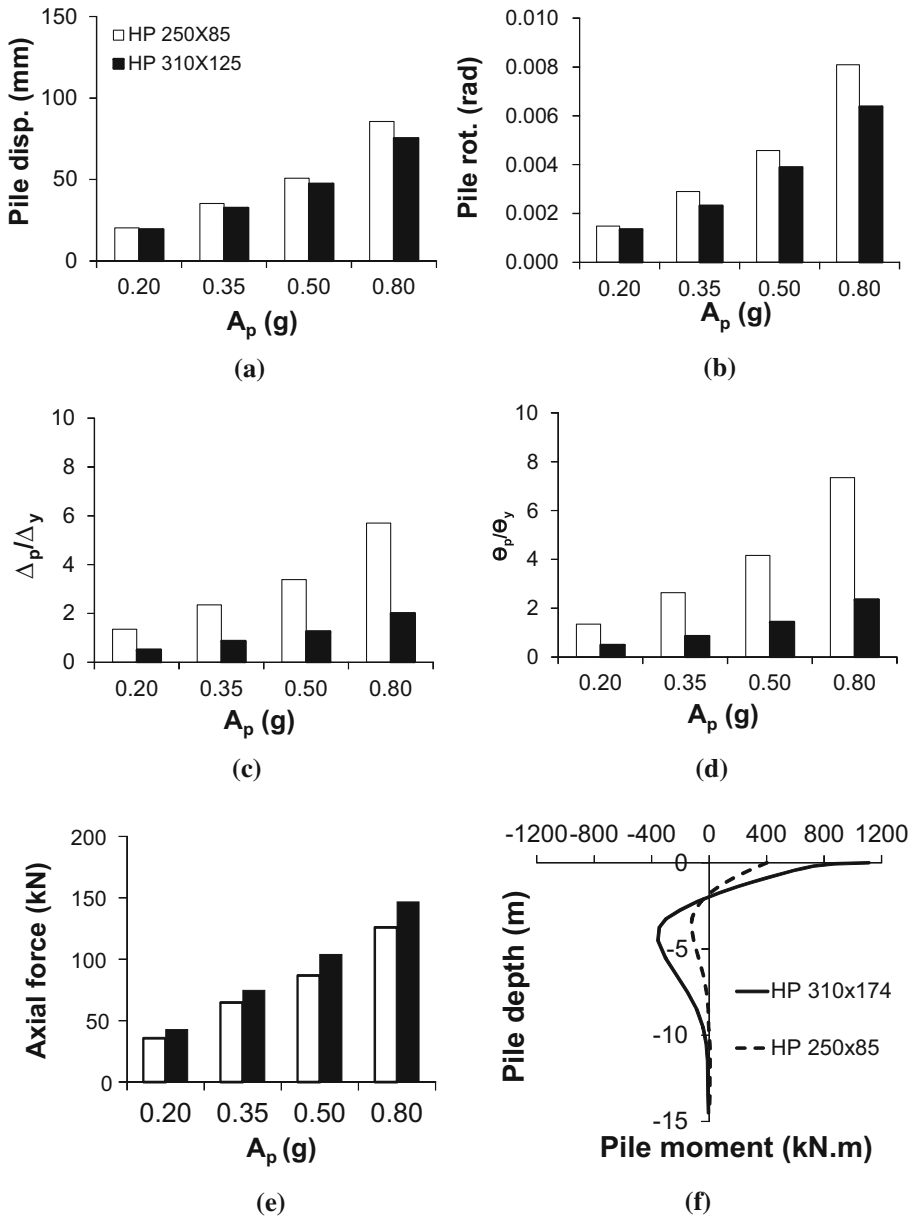 150
100
50
0
Pile disp. (mm)
HP 250X85
HP 310X125
0.20 0.35 0.50 0.80
Ap (g)
(a)
0.010
0.008
0.006
0.004
0.002
0.000
Pile rot. (rad)
0.20 0.35 0.50 0.80
Ap (g)
(b)
10
8
6
4
2
0
Δp/Δy
0.20 0.35 0.50 0.80
Ap (g)
(c)
10
8
6
4
2
0
ϴp/ϴy
0.20 0.35 0.50 0.80
Ap (g)
(d)
200
150
100
50
0
Axial force (kN)
0.20 0.35 0.50 0.80
Ap (g)
(e)
-1200 -800 -400 0 400 800 1200
0
-5
-10
-15
Pile depth (m)
HP 310x174
HP 250x85
Pile moment (kN.m)
(f)